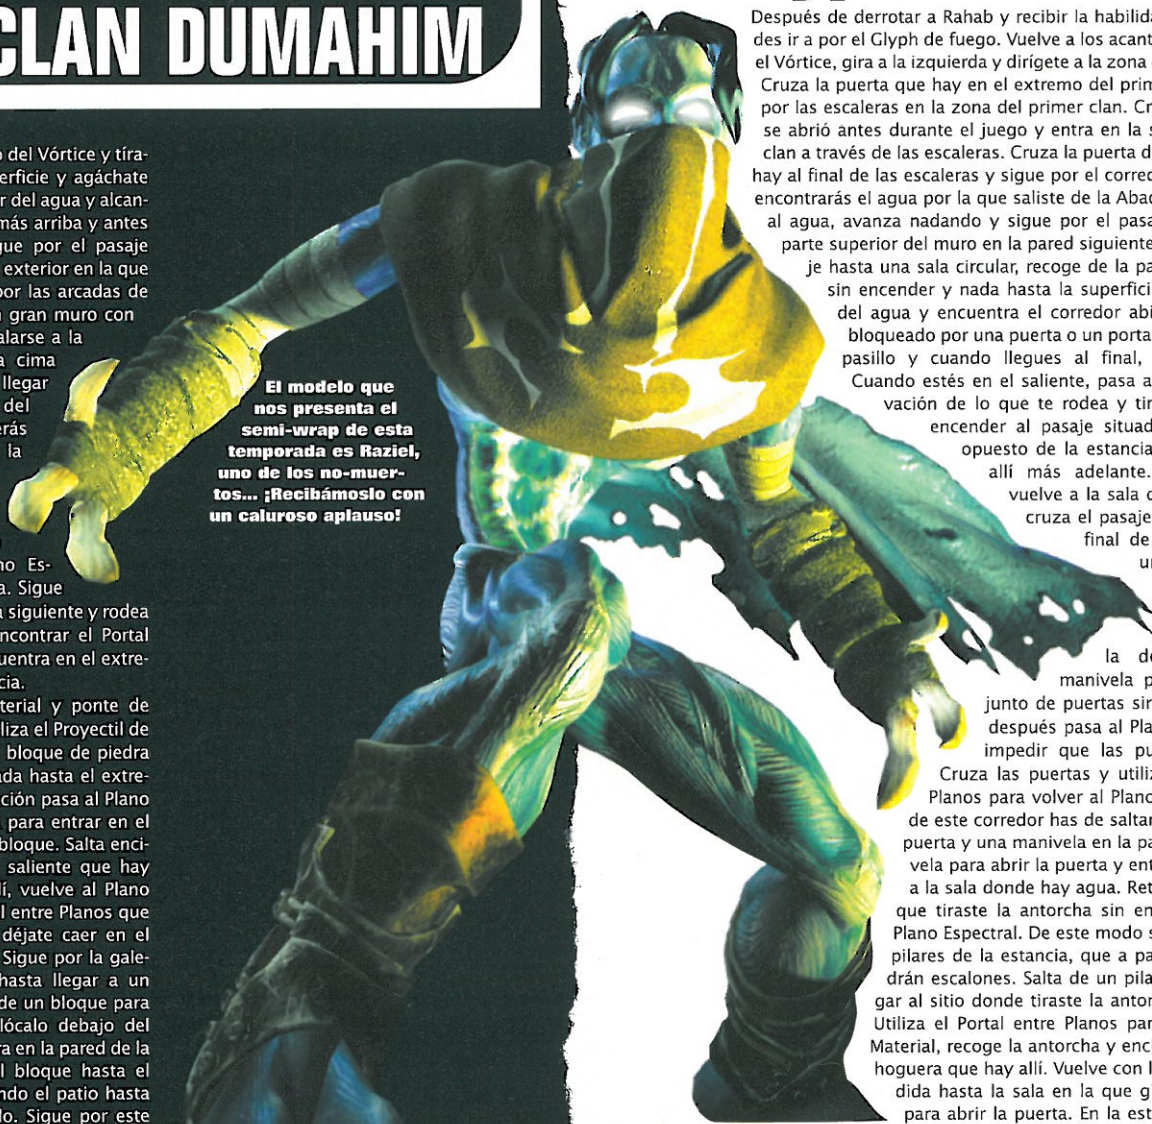 CLAN DUMAHIM
o del Vórtice y tíra-
erficie y agáchate
r del agua y alcan-
más arriba y antes
gue por el pasaje
exterior en la que
por las arcadas de
gran muro con
alarse a la
a cima
llegar
del
erás
la
no Es-
a. Sigue
a siguiente y rodea
ncontrar el Portal
uentra en el extre-
cia.
terial y ponte de
liza el Proyectil de
bloque de piedra
ada hasta el extre-
ción pasa al Plano
para entrar en el
bloque. Salta enci-
saliente que hay
lí, vuelve al Plano
l entre Planos que
déjate caer en el
Sigue por la gale-
hasta llegar a un
de un bloque para
lócalo debajo del
ra en la pared de la
l bloque hasta el
ndo el patio hasta
do. Sigue por este
El modelo que
nos presenta el
semi-wrap de esta
temporada es Raziel,
uno de los no-muer-
tos... ¡Recibámoslo con
un caluroso aplauso!
Después de derrotar a Rahab y recibir la habilida
des ir a por el Glyph de fuego. Vuelve a los acant
el Vórtice, gira a la izquierda y dirígete a la zona
Cruza la puerta que hay en el extremo del prim
por las escaleras en la zona del primer clan. Cr
se abrió antes durante el juego y entra en la s
clan a través de las escaleras. Cruza la puerta d
hay al final de las escaleras y sigue por el corred
encontrarás el agua por la que saliste de la Abad
al agua, avanza nadando y sigue por el pasa
parte superior del muro en la pared siguiente
je hasta una sala circular, recoge de la pa
sin encender y nada hasta la superfici
del agua y encuentra el corredor abi
bloqueado por una puerta o un porta
pasillo y cuando llegues al final,
Cuando estés en el saliente, pasa a
vación de lo que te rodea y tir
encender al pasaje situad
opuesto de la estancia
allí más adelante.
vuelve a la sala d
cruza el pasaje
final de
un
la de
manivela p
junto de puertas sin
después pasa al Pla
impedir que las pu
Cruza las puertas y utiliz
Planos para volver al Plano
de este corredor has de saltar
puerta y una manivela en la pa
vela para abrir la puerta y ent
a la sala donde hay agua. Ret
que tiraste la antorcha sin en
Plano Espectral. De este modo s
pilares de la estancia, que a pa
drán escalones. Salta de un pila
gar al sitio donde tiraste la antor
Utiliza el Portal entre Planos par
Material, recoge la antorcha y enc
hoguera que hay allí. Vuelve con l
dida hasta la sala en la que g
para abrir la puerta. En la est